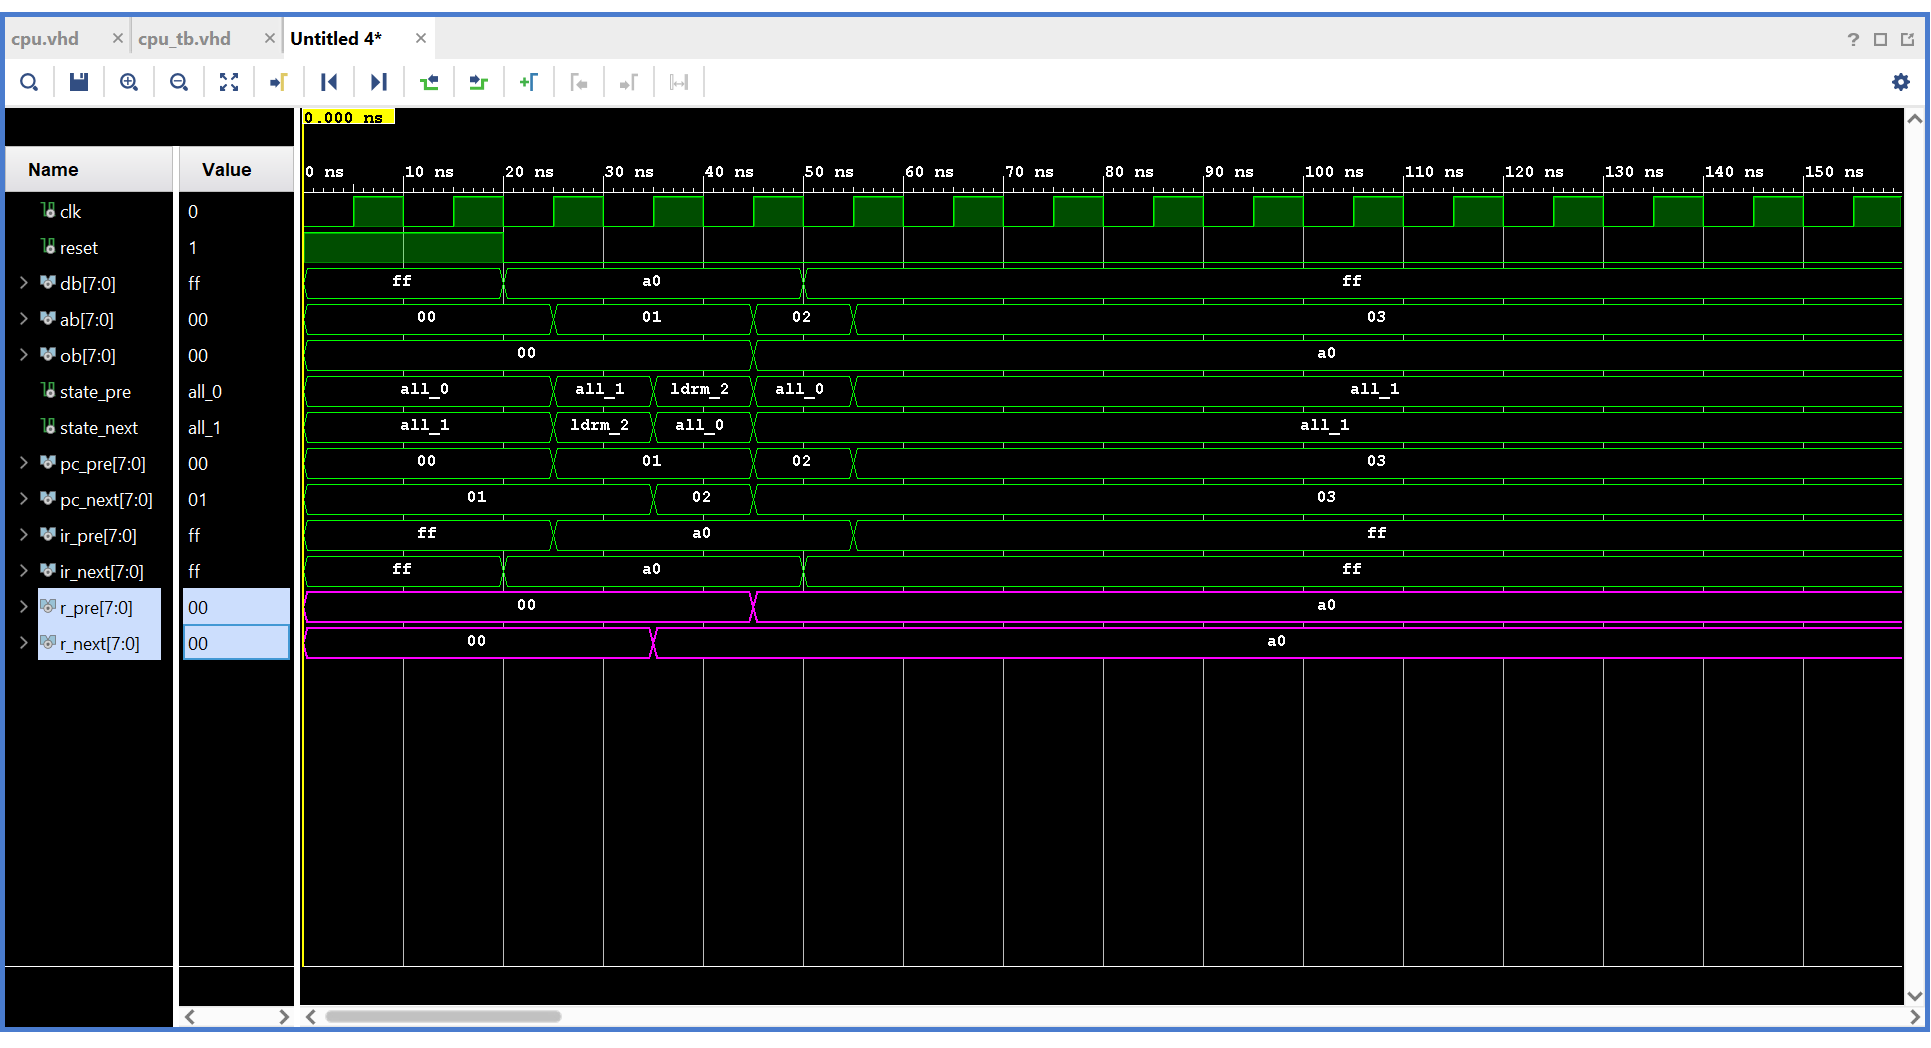 cpu.vhd × cpu_tb.vhd × Untitled 4* × ?
0.000 ns
Name Value
0 ns 10 ns 20 ns 30 ns 40 ns 50 ns 60 ns 70 ns 80 ns 90 ns 100 ns 110 ns 120 ns 130 ns 140 ns 150 ns
clk 0
reset 1
db[7:0] ff ff a0 ff
ab[7:0] 00 00 01 02 03
ob[7:0] 00 00 a0
state_pre all_0 all_0 all_1 ldrm_2 all_0 all_1
state_next all_1 all_1 ldrm_2 all_0 all_1
pc_pre[7:0] 00 00 01 02 03
pc_next[7:0] 01 01 02 03
ir_pre[7:0] ff ff a0 ff
ir_next[7:0] ff ff a0 ff
r_pre[7:0] 00 00 a0
r_next[7:0] 00 00 a0